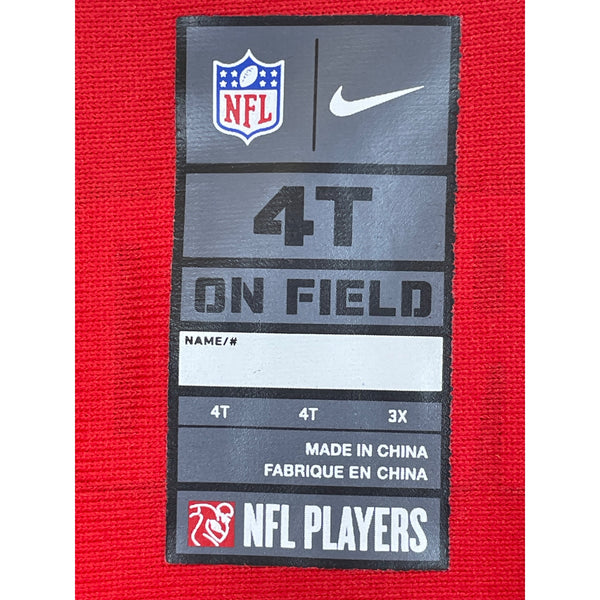 NFL
4T
ON FIELD
NAME/#
4T 4T 3X
MADE IN CHINA
FABRIQUE EN CHINA
NFL PLAYERS